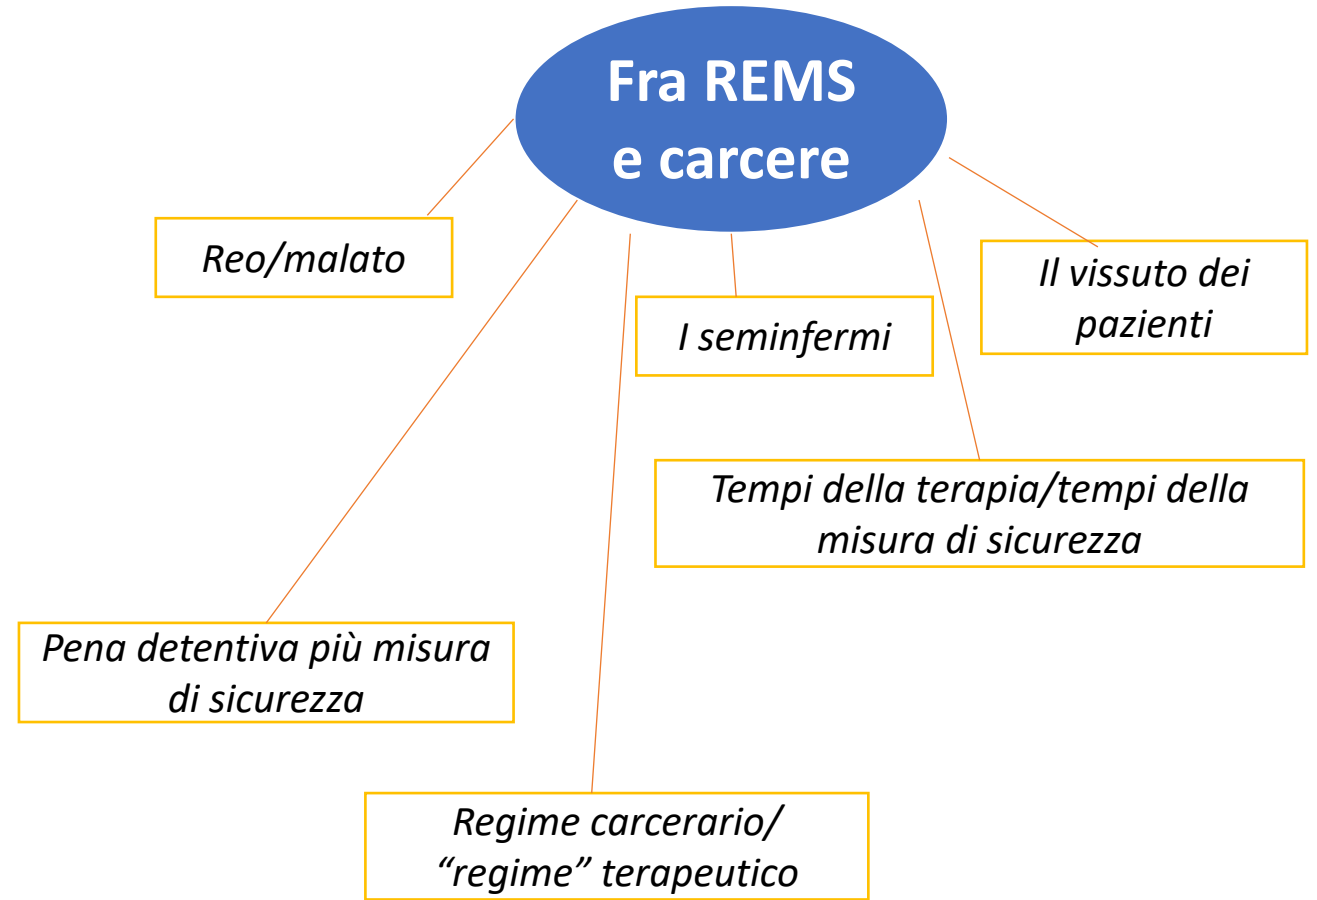 Fra REMS
e carcere
Reo/malato
Il vissuto dei
pazienti
I seminfermi
Tempi della terapia/tempi della
misura di sicurezza
Pena detentiva più misura
di sicurezza
Regime carcerario/
“regime” terapeutico